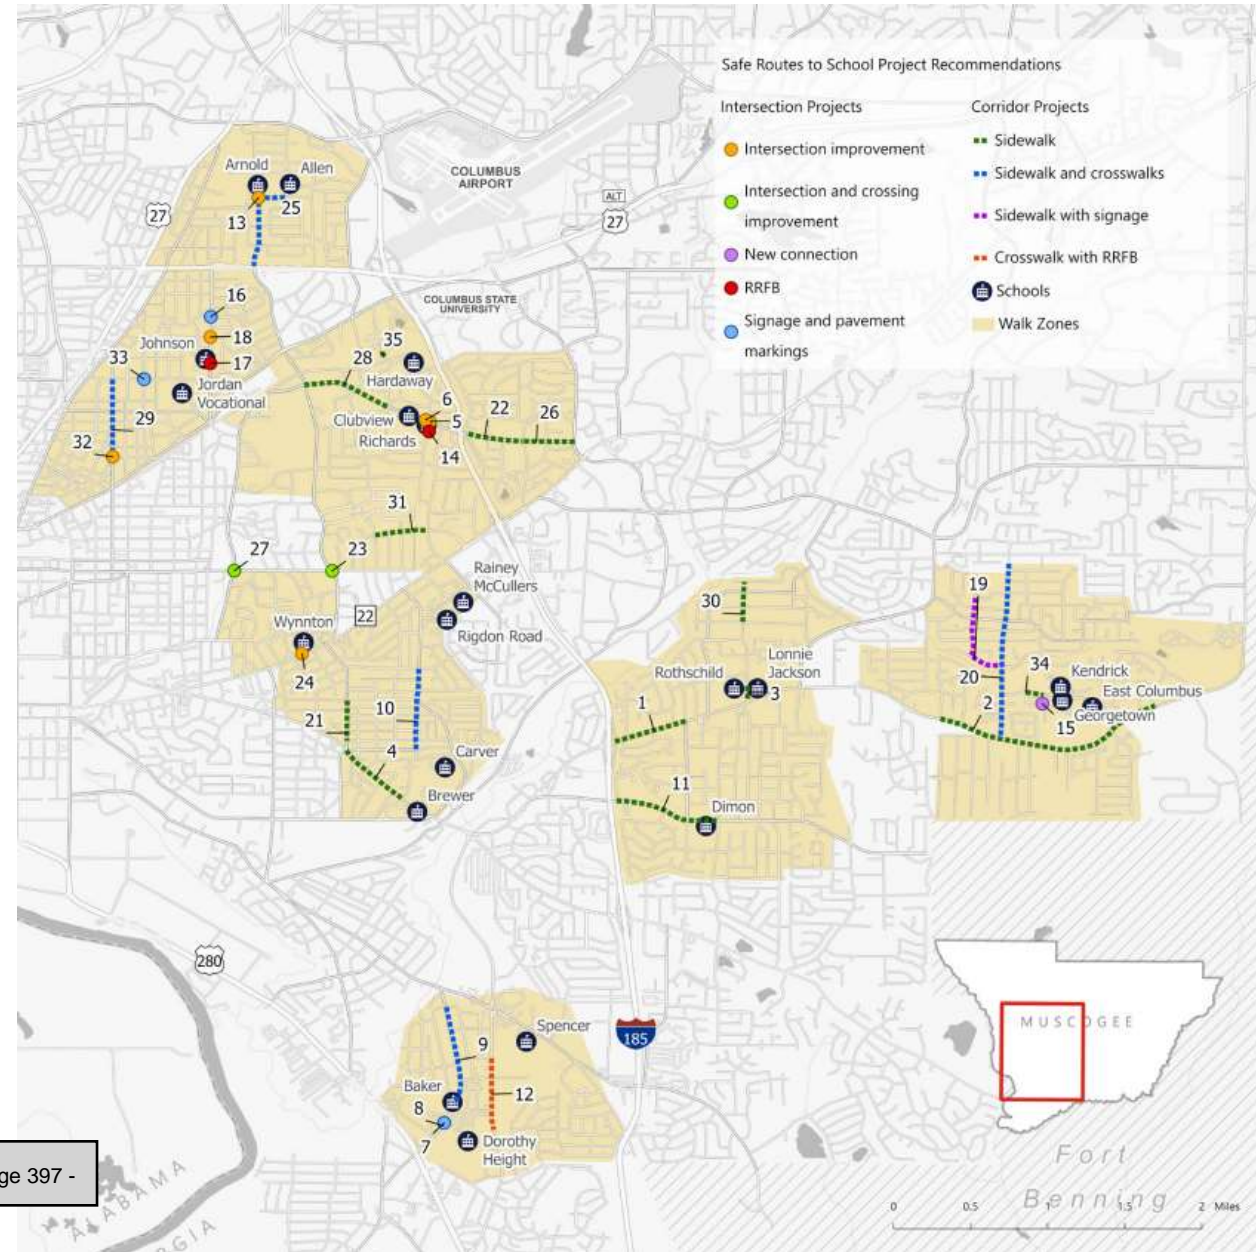 Safe Routes to School Project Recommendations
Intersection Projects
Intersection improvement
Intersection and crossing
improvement
New connection
RRFB
Signage and pavement
markings
Corridor Projects
Sidewalk
Sidewalk and crosswalks
Sidewalk with signage
Crosswalk with RRFB
Schools
Walk Zones
COLUMBUS
AIRPORT
ALT
27
27
Arnold
Allen
13
25
COLUMBUS STATE
UNIVERSITY
16
18
Johnson
17
33
Jordan
Vocational
29
32
35
28
Hardaway
6
Clubview
5
Richards
14
22
26
31
27
23
Rainey
McCullers
22
Wynnton
Rigdon Road
24
10
21
4
Carver
Brewer
30
Lonnie
Jackson
Rothschild
3
1
11
Dimon
19
34
Kendrick
20
East Columbus
2
Georgetown
15
280
185
Spencer
9
Baker
12
8
7
Dorothy
Height
MUSCOGEE
Fort
Benning
0
0.5
1
1.5
2 Miles
ge 397 -
ALABAMA
RGIA